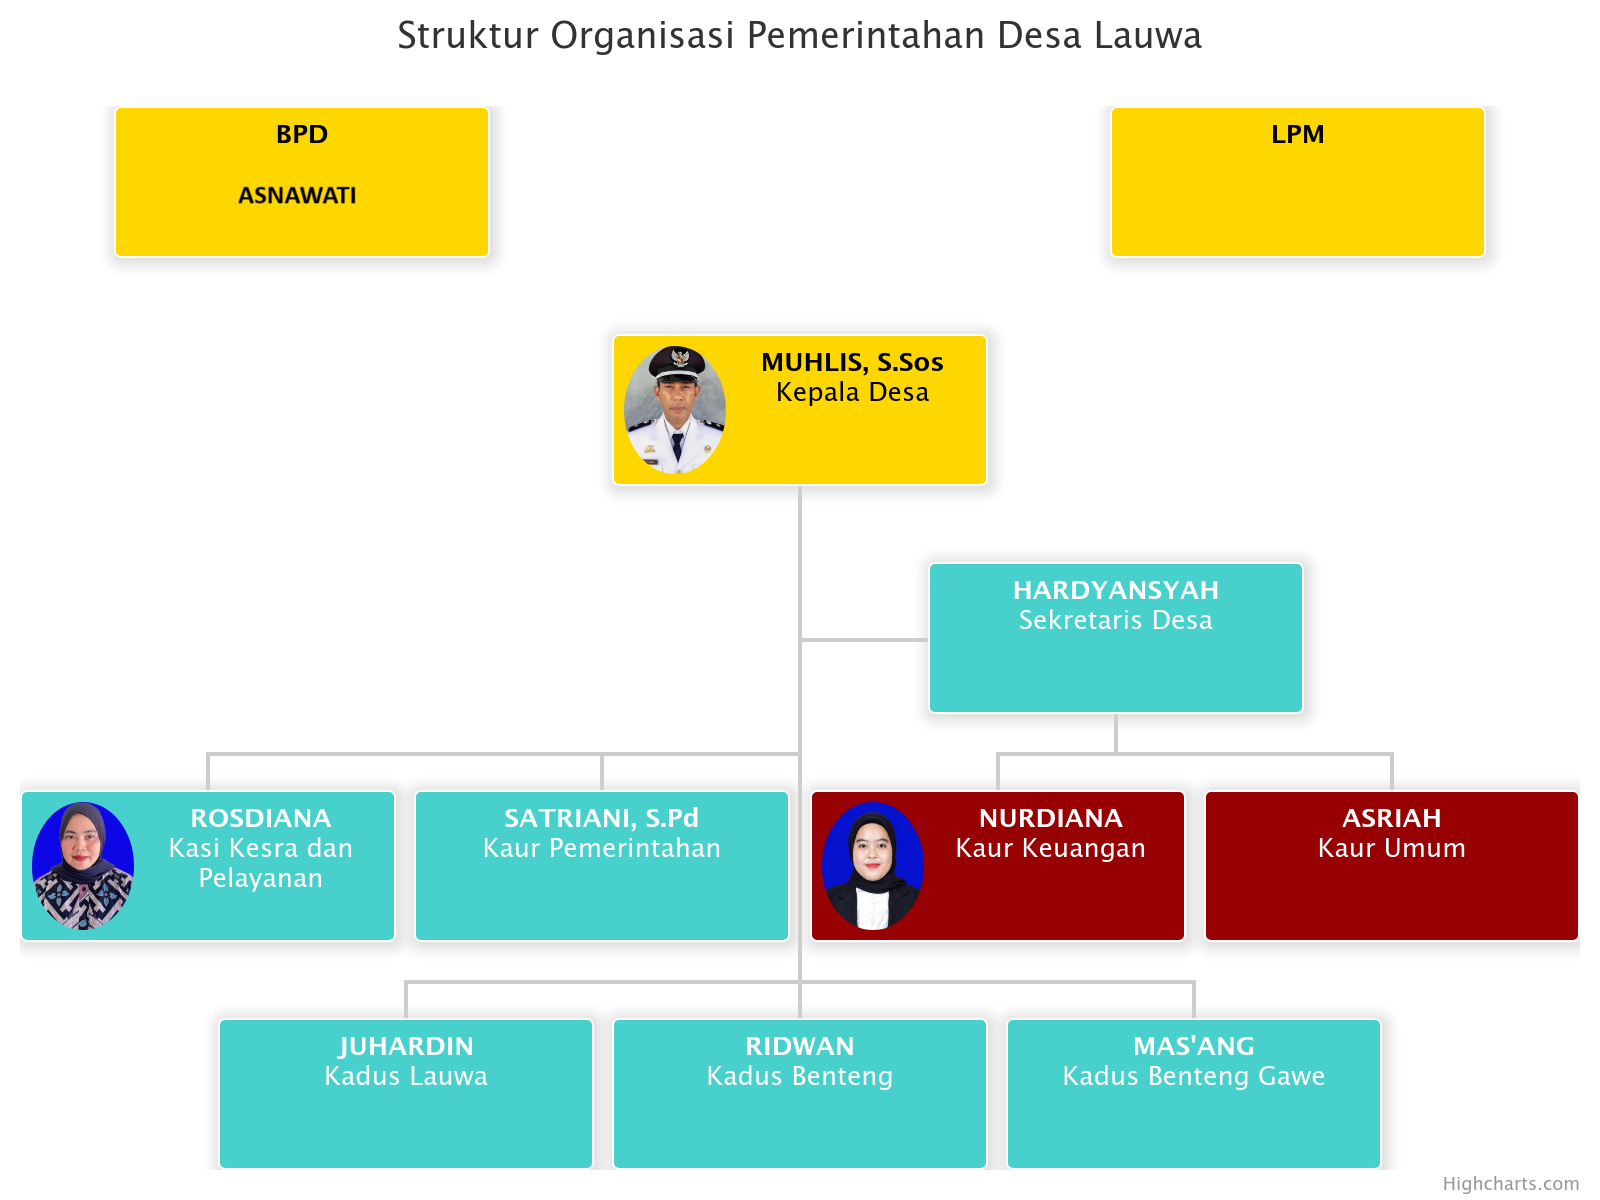 Struktur Organisasi Pemerintahan Desa Lauwa
BPD
ASNAWATI
LPM
MUHLIS, S.Sos
Kepala Desa
HARDYANSYAH
Sekretaris Desa
ROSDIANA
Kasi Kesra dan
Pelayanan
SATRIANI, S.Pd
Kaur Pemerintahan
NURDIANA
Kaur Keuangan
ASRIAH
Kaur Umum
JUHARDIN
Kadus Lauwa
RIDWAN
Kadus Benteng
MAS'ANG
Kadus Benteng Gawe
Highcharts.com